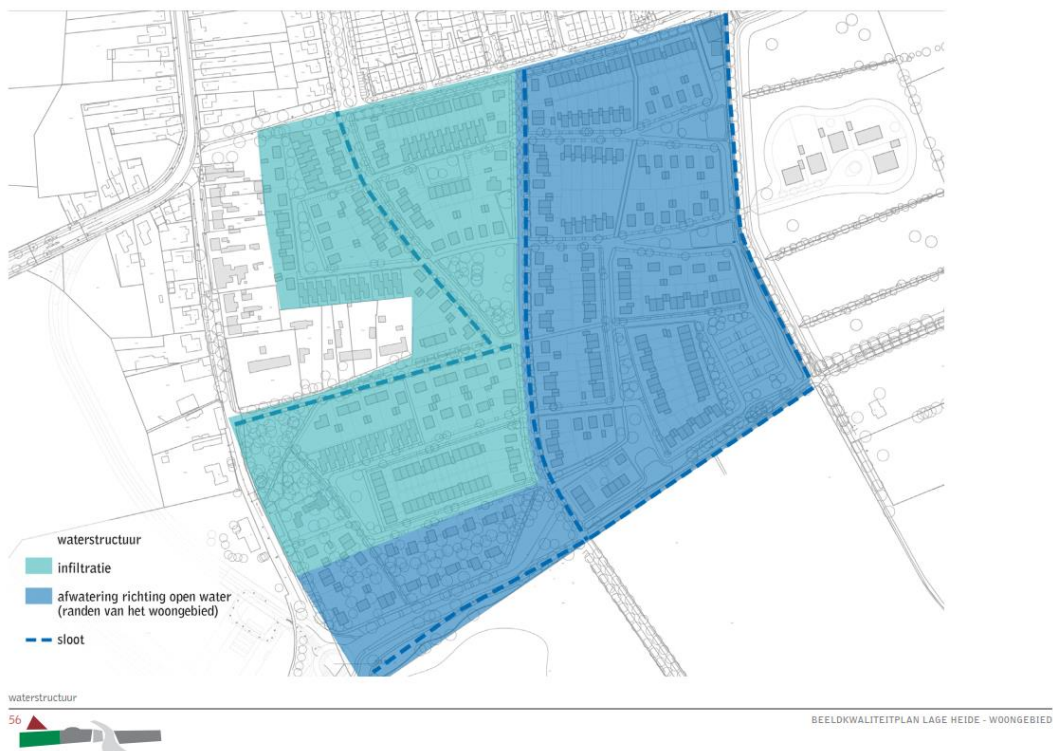 waterstructuur
infiltratie
afwatering richting open water
(randen van het woongebied)
sloot
waterstructuur
56
BEELDKWALITEITPLAN LAGE HEIDE - WOONGEBIED